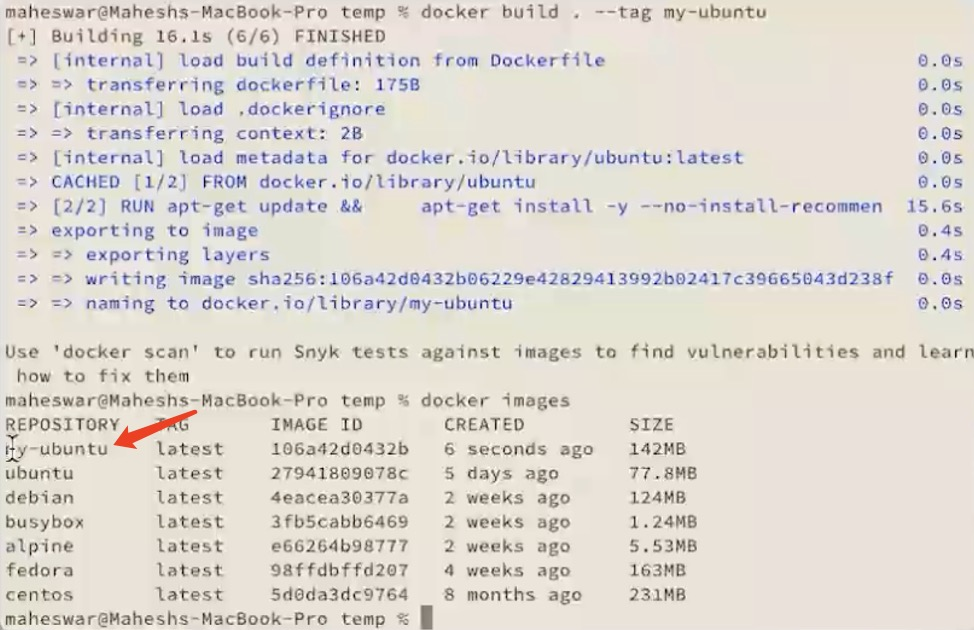 maheswar@Maheshs-MacBook-Pro temp % docker build . --tag my-ubuntu
[+] Building 16.1s (6/6) FINISHED
=> [internal] load build definition from Dockerfile 0.0s
=> => transferring dockerfile: 175B 0.0s
=> [internal] load .dockerignore 0.0s
=> => transferring context: 2B 0.0s
=> [internal] load metadata for docker.io/library/ubuntu:latest 0.0s
=> CACHED [1/2] FROM docker.io/library/ubuntu 0.0s
=> [2/2] RUN apt-get update && apt-get install -y --no-install-recommen 15.6s
=> exporting to image 0.4s
=> => exporting layers 0.4s
=> => writing image sha256:106a42d0432b06229e42829413992b02417c39665043d238f 0.0s
=> => naming to docker.io/library/my-ubuntu 0.0s
Use 'docker scan' to run Snyk tests against images to find vulnerabilities and learn
how to fix them
maheswar@Maheshs-MacBook-Pro temp % docker images
REPOSITORY TAG IMAGE ID CREATED SIZE
my-ubuntu latest 106a42d0432b 6 seconds ago 142MB
ubuntu latest 27941809078c 5 days ago 77.8MB
debian latest 4eacea30377a 2 weeks ago 124MB
busybox latest 3fb5cabb6469 2 weeks ago 1.24MB
alpine latest e66264b98777 2 weeks ago 5.53MB
fedora latest 98ffdbffd207 4 weeks ago 163MB
centos latest 5d0da3dc9764 8 months ago 231MB
maheswar@Maheshs-MacBook-Pro temp %